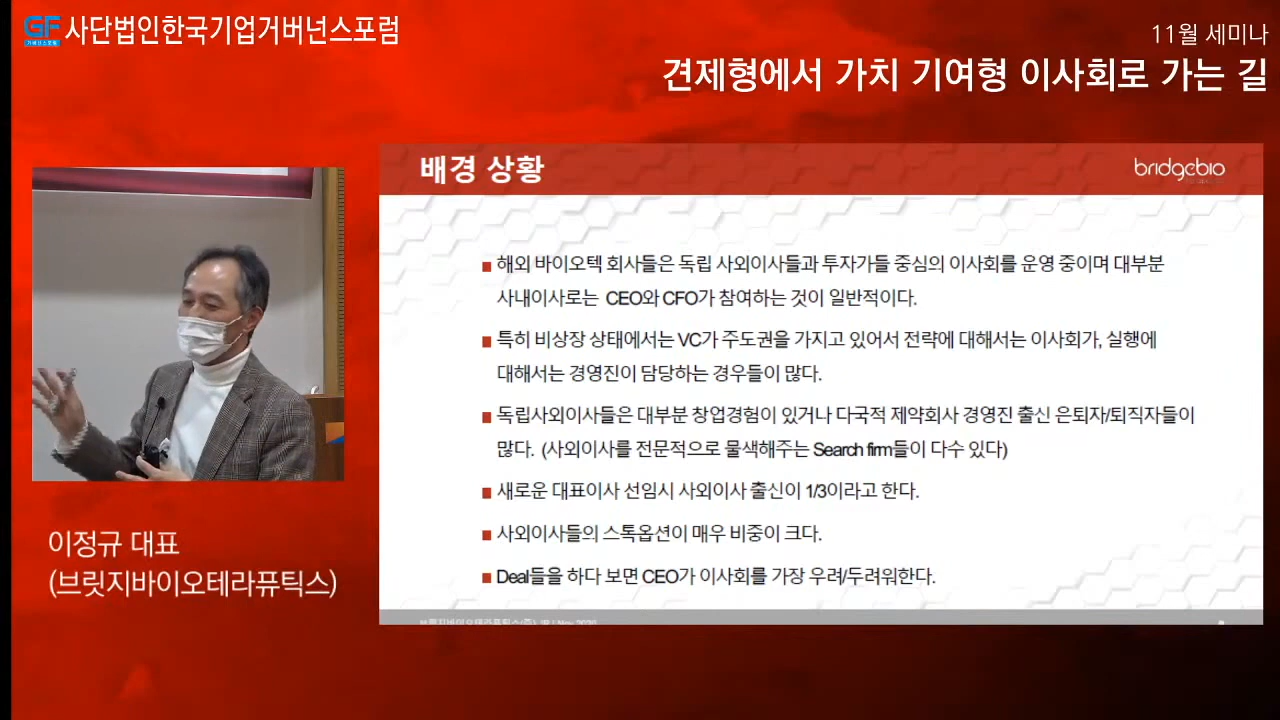 GF 사단법인한국기업거버넌스포럼
거버넌스포럼
11월 세미나
견제형에서 가치 기여형 이사회로 가는 길
배경 상황
bridgebio
해외 바이오텍 회사들은 독립 사외이사들과 투자가들 중심의 이사회를 운영 중이며 대부분
사내이사로는 CEO와 CFO가 참여하는 것이 일반적이다.
특히 비상장 상태에서는 VC가 주도권을 가지고 있어서 전략에 대해서는 이사회가, 실행에
대해서는 경영진이 담당하는 경우들이 많다.
독립사외이사들은 대부분 창업경험이 있거나 다국적 제약회사 경영진 출신 은퇴자/퇴직자들이
많다. (사외이사를 전문적으로 물색해주는 Search firm들이 다수 있다)
새로운 대표이사 선임시 사외이사 출신이 1/3이라고 한다.
사외이사들의 스톡옵션이 매우 비중이 크다.
Deal들을 하다 보면 CEO가 이사회를 가장 우려/두려워한다.
이정규 대표
(브릿지바이오테라퓨틱스)